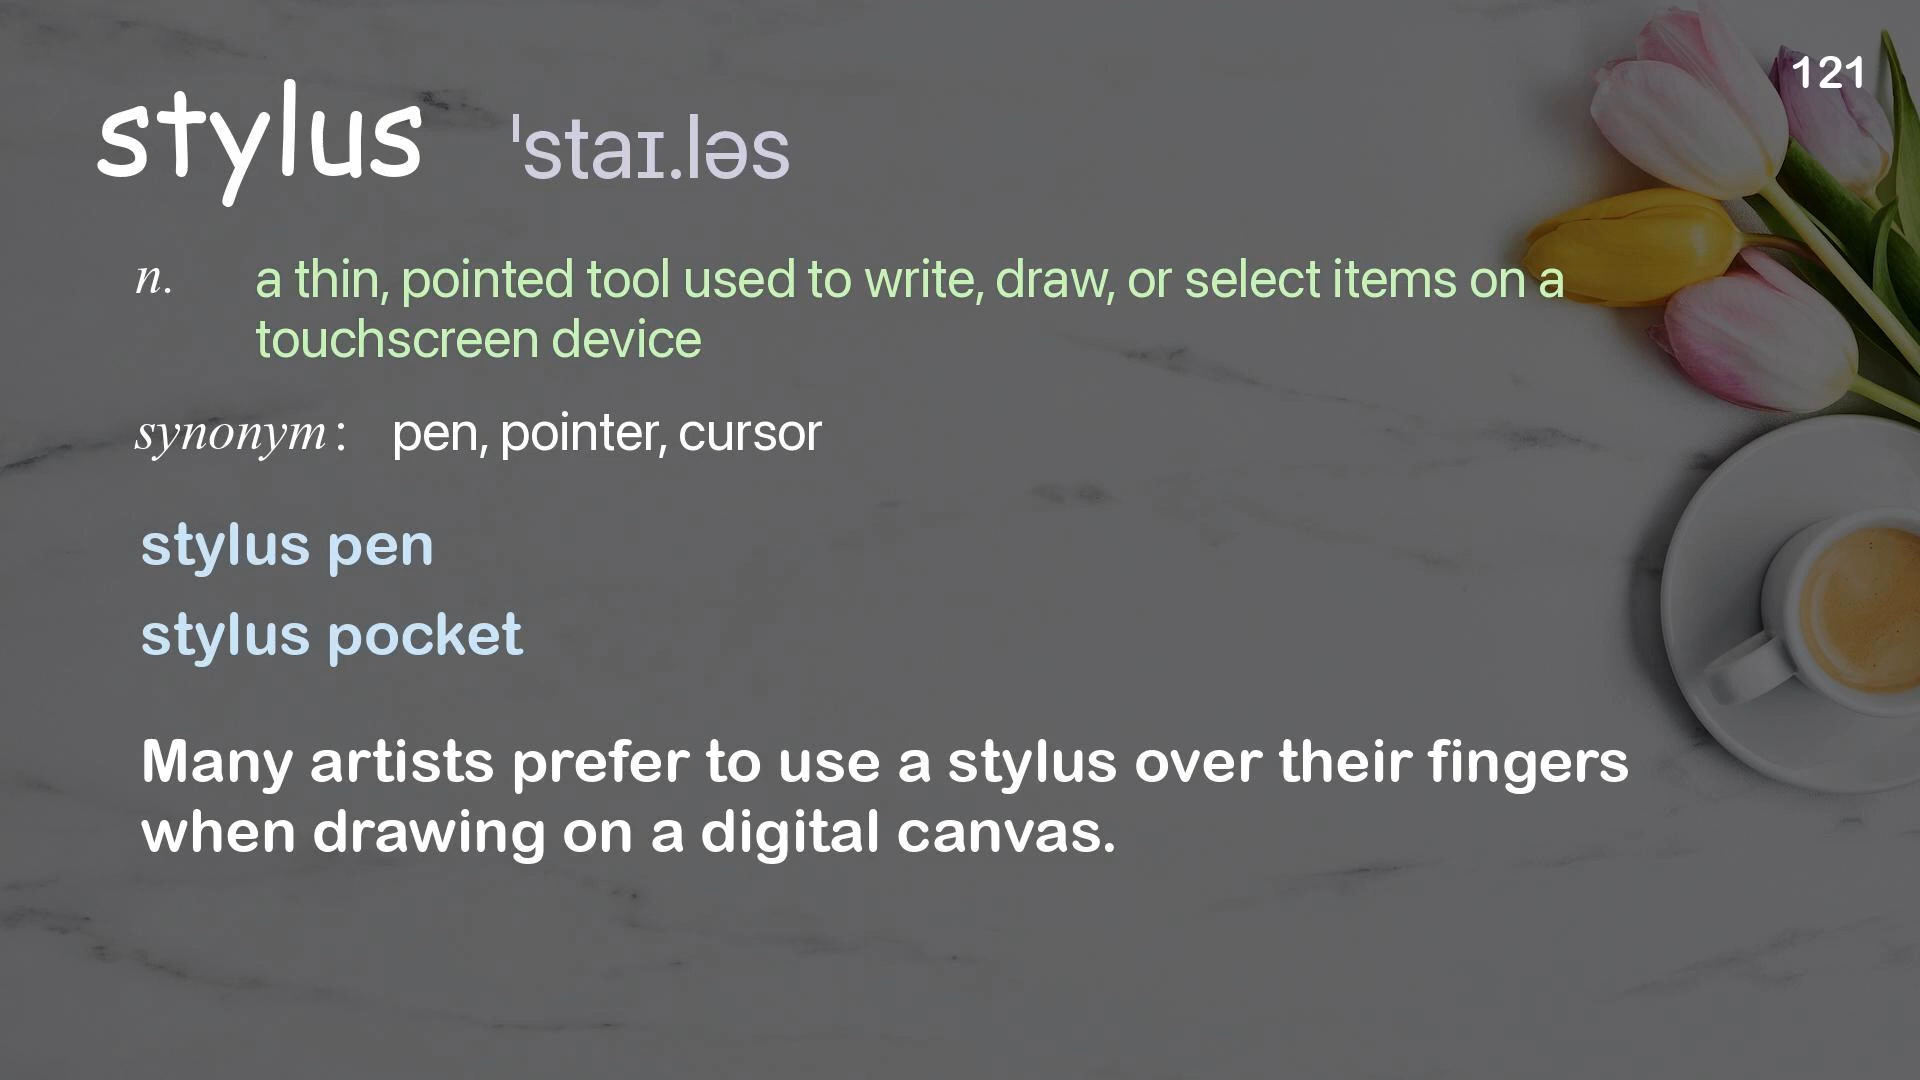 121
stylus ˈstaɪ.ləs
n. a thin, pointed tool used to write, draw, or select items on a
touchscreen device
synonym: pen, pointer, cursor
stylus pen
stylus pocket
Many artists prefer to use a stylus over their fingers
when drawing on a digital canvas.